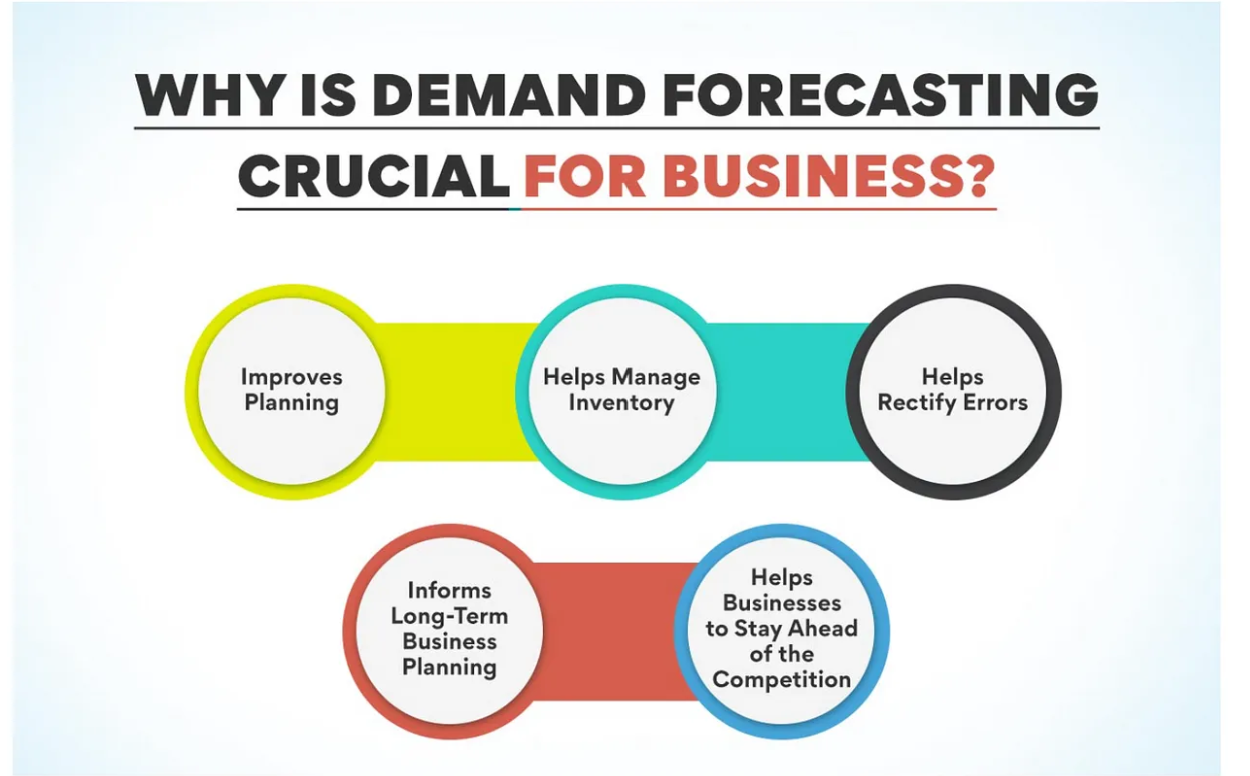 WHY IS DEMAND FORECASTING
CRUCIAL FOR BUSINESS?
Improves
Planning
Helps Manage
Inventory
Helps
Rectify Errors
Informs
Long-Term
Business
Planning
Helps
Businesses
to Stay Ahead
of the
Competition